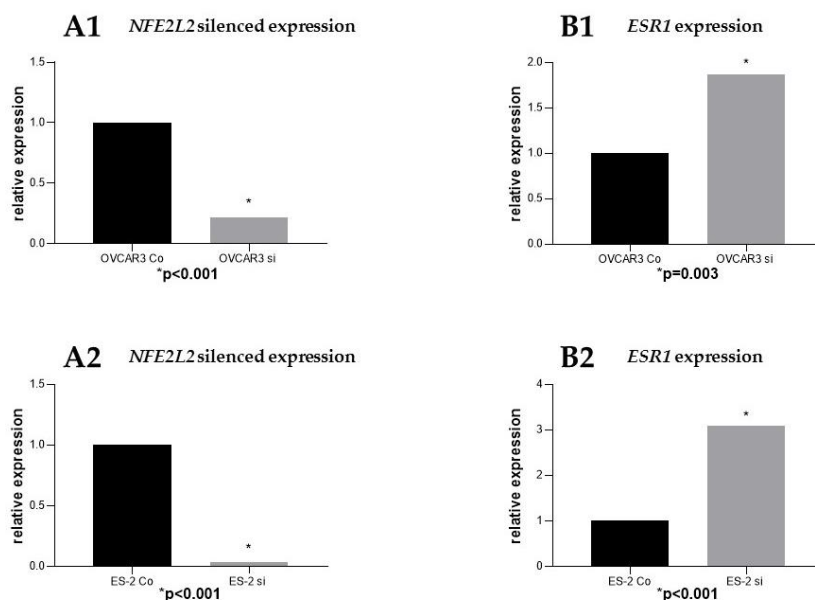 A1 NFE2L2 silenced expression
1.5
1.0
0.5
0.0
relative expression
*
OVCAR3 Co OVCAR3 si
*p<0.001
B1 ESR1 expression
2.0
1.5
1.0
0.5
0.0
relative expression
*
OVCAR3 Co OVCAR3 si
*p=0.003
A2 NFE2L2 silenced expression
1.5
1.0
0.5
0.0
relative expression
*
ES-2 Co ES-2 si
*p<0.001
B2 ESR1 expression
4
3
2
1
0
relative expression
*
ES-2 Co ES-2 si
*p<0.001